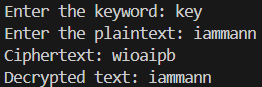 Enter the keyword: key
Enter the plaintext: iammann
Ciphertext: wioaipb
Decrypted text: iammann